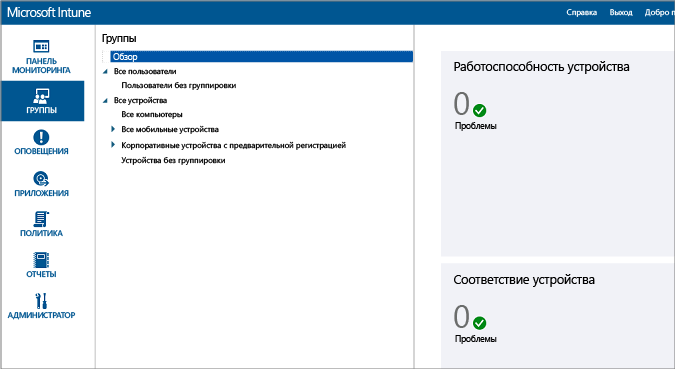 Microsoft Intune
Справка Выход Добро п
ПАНЕЛЬ
МОНИТОРИНГА
ГРУППЫ
ОПОВЕЩЕНИЯ
ПРИЛОЖЕНИЯ
ПОЛИТИКА
ОТЧЕТЫ
АДМИНИСТРАТОР
Группы
Обзор
Все пользователи
Пользователи без группировки
Все устройства
Все компьютеры
Все мобильные устройства
Корпоративные устройства с предварительной регистрацией
Устройства без группировки
Работоспособность устройства
0
Проблемы
Соответствие устройства
0
Проблемы